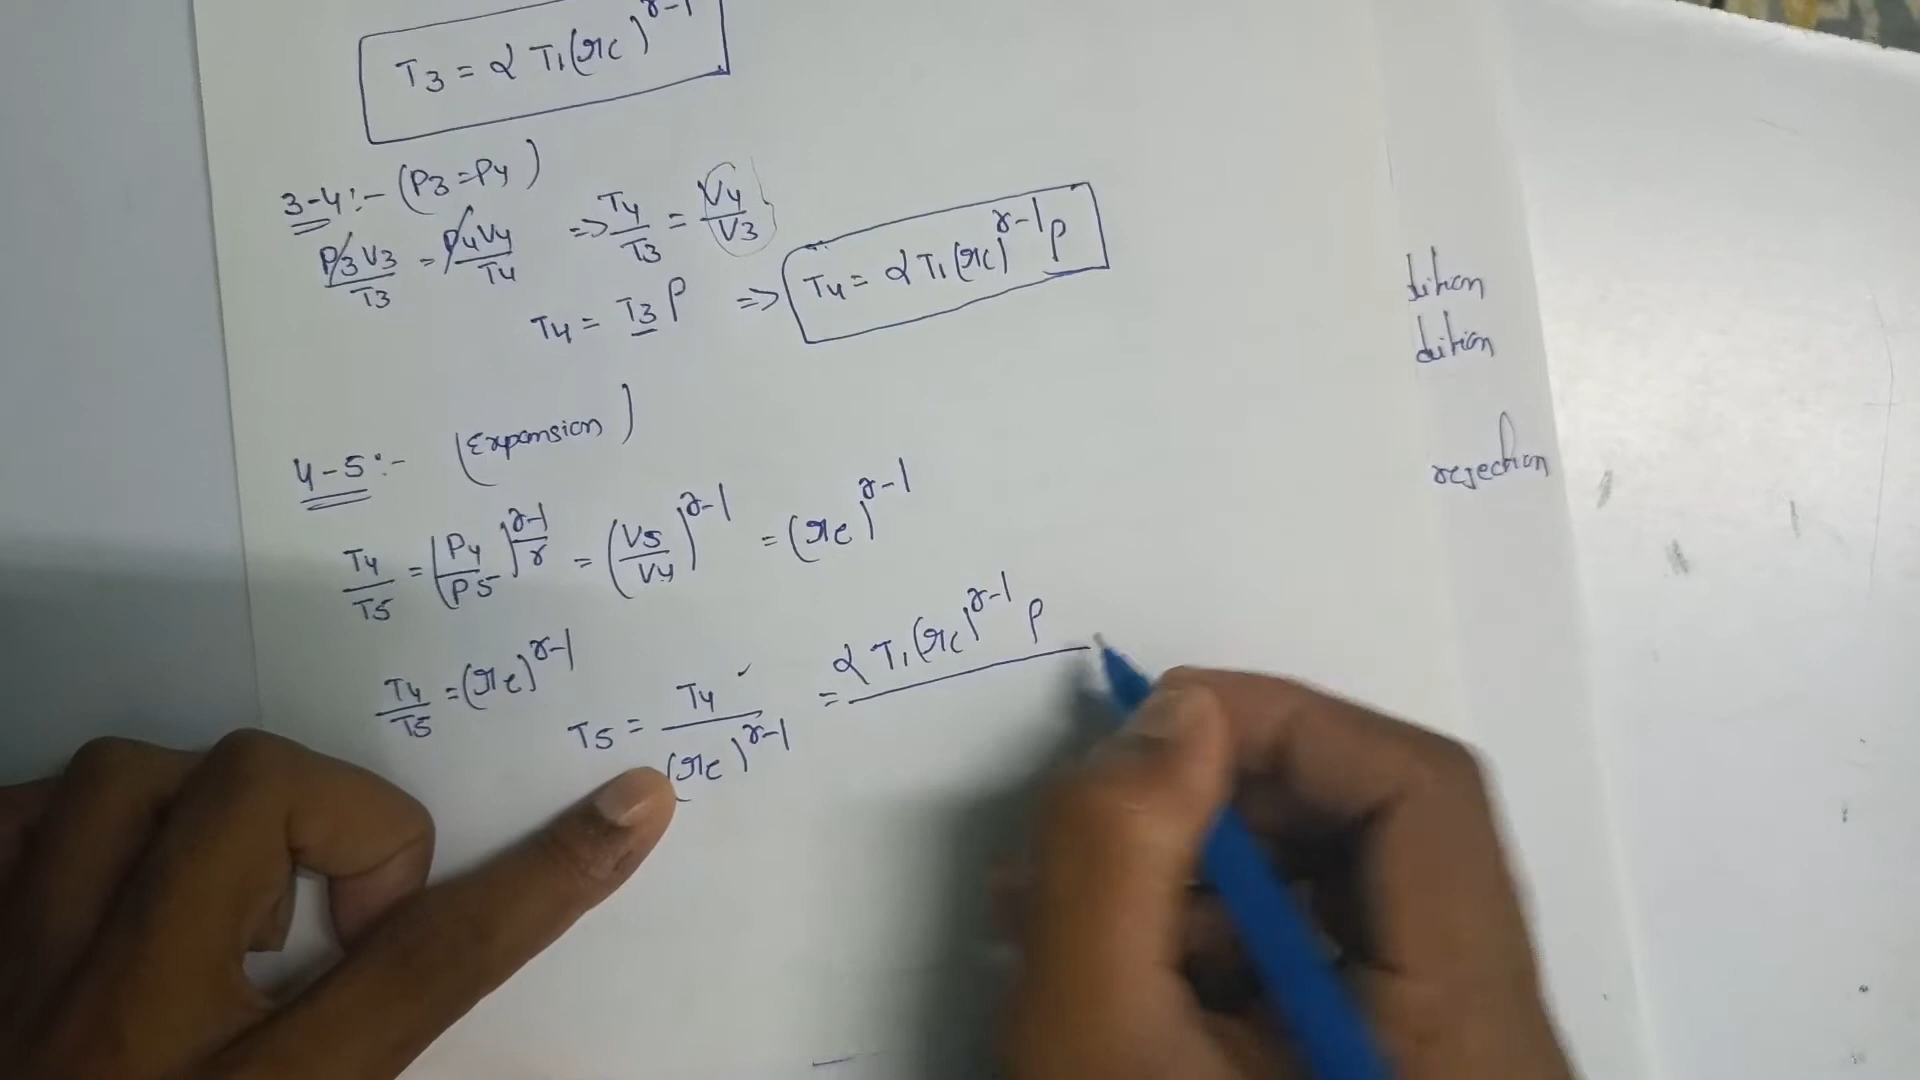 T3 = α T1(rc)^γ-1
3-4:- (P3=P4)
P3V3/T3 = P4V4/T4 => T4/T3 = V4/V3
T4 = T3 ρ => T4 = α T1(rc)^γ-1 ρ
4-5:- (Expansion)
T4/T5 = (P4/P5)^γ-1/γ = (V5/V4)^γ-1 = (re)^γ-1
T4/T5 = (re)^γ-1
T5 = T4/(re)^γ-1 = α T1(rc)^γ-1 ρ
dition
dition
rejection